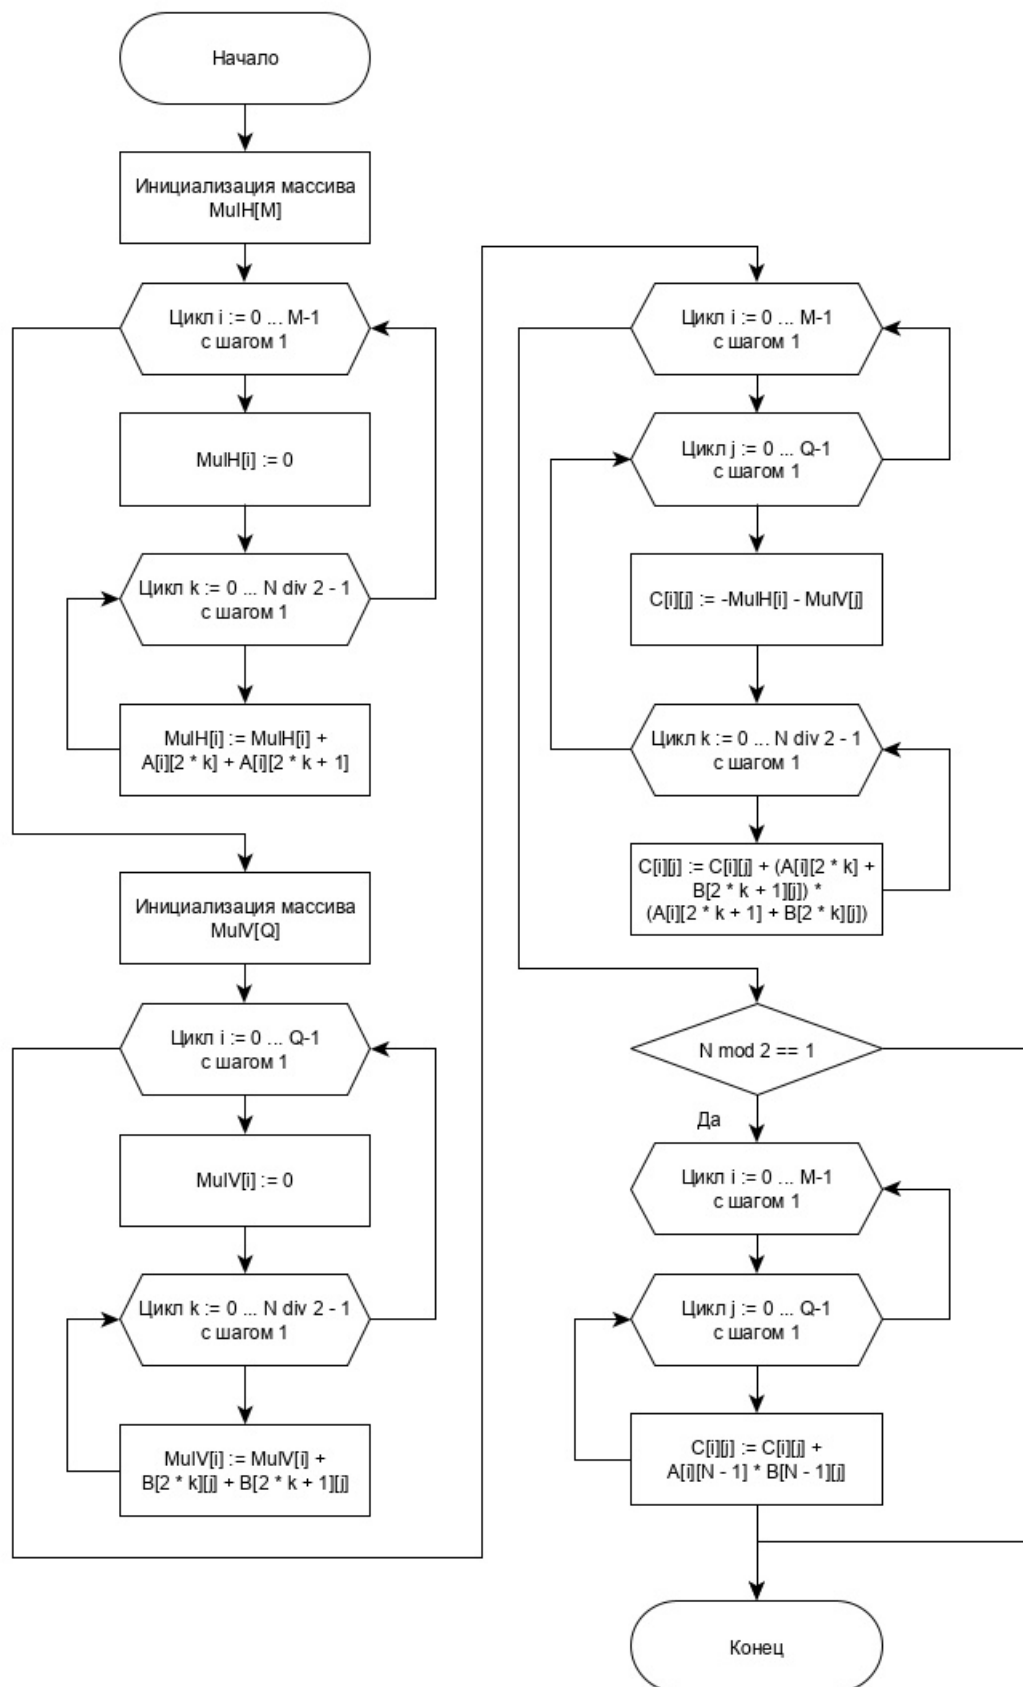 Начало
Инициализация массива
MulH[M]
Цикл i := 0 ... M-1
с шагом 1
MulH[i] := 0
Цикл k := 0 ... N div 2 - 1
с шагом 1
MulH[i] := MulH[i] +
A[i][2 * k] + A[i][2 * k + 1]
Инициализация массива
MulV[Q]
Цикл i := 0 ... Q-1
с шагом 1
MulV[i] := 0
Цикл k := 0 ... N div 2 - 1
с шагом 1
MulV[i] := MulV[i] +
B[2 * k][j] + B[2 * k + 1][j]
Цикл i := 0 ... M-1
с шагом 1
Цикл j := 0 ... Q-1
с шагом 1
C[i][j] := -MulH[i] - MulV[j]
Цикл k := 0 ... N div 2 - 1
с шагом 1
C[i][j] := C[i][j] + (A[i][2 * k] +
B[2 * k + 1][j]) *
(A[i][2 * k + 1] + B[2 * k][j])
N mod 2 == 1
Да
Цикл i := 0 ... M-1
с шагом 1
Цикл j := 0 ... Q-1
с шагом 1
C[i][j] := C[i][j] +
A[i][N - 1] * B[N - 1][j]
Конец